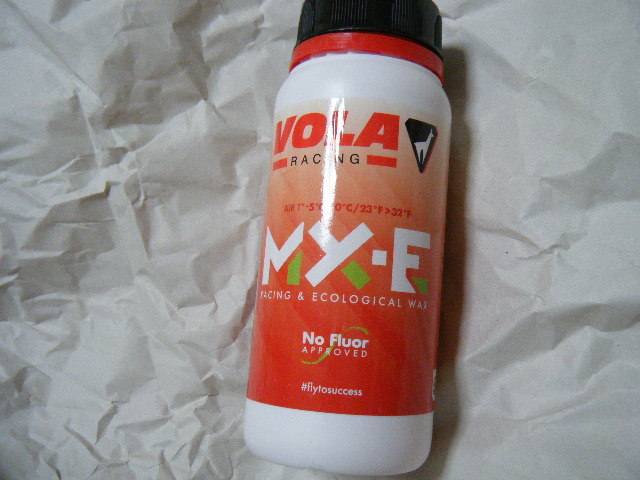 VOLA
RACING
AIR T°-5°C 0°C/23°F>32°F
MX-E
RACING & ECOLOGICAL WAX
No Fluor
APPROVED
#flytosuccess